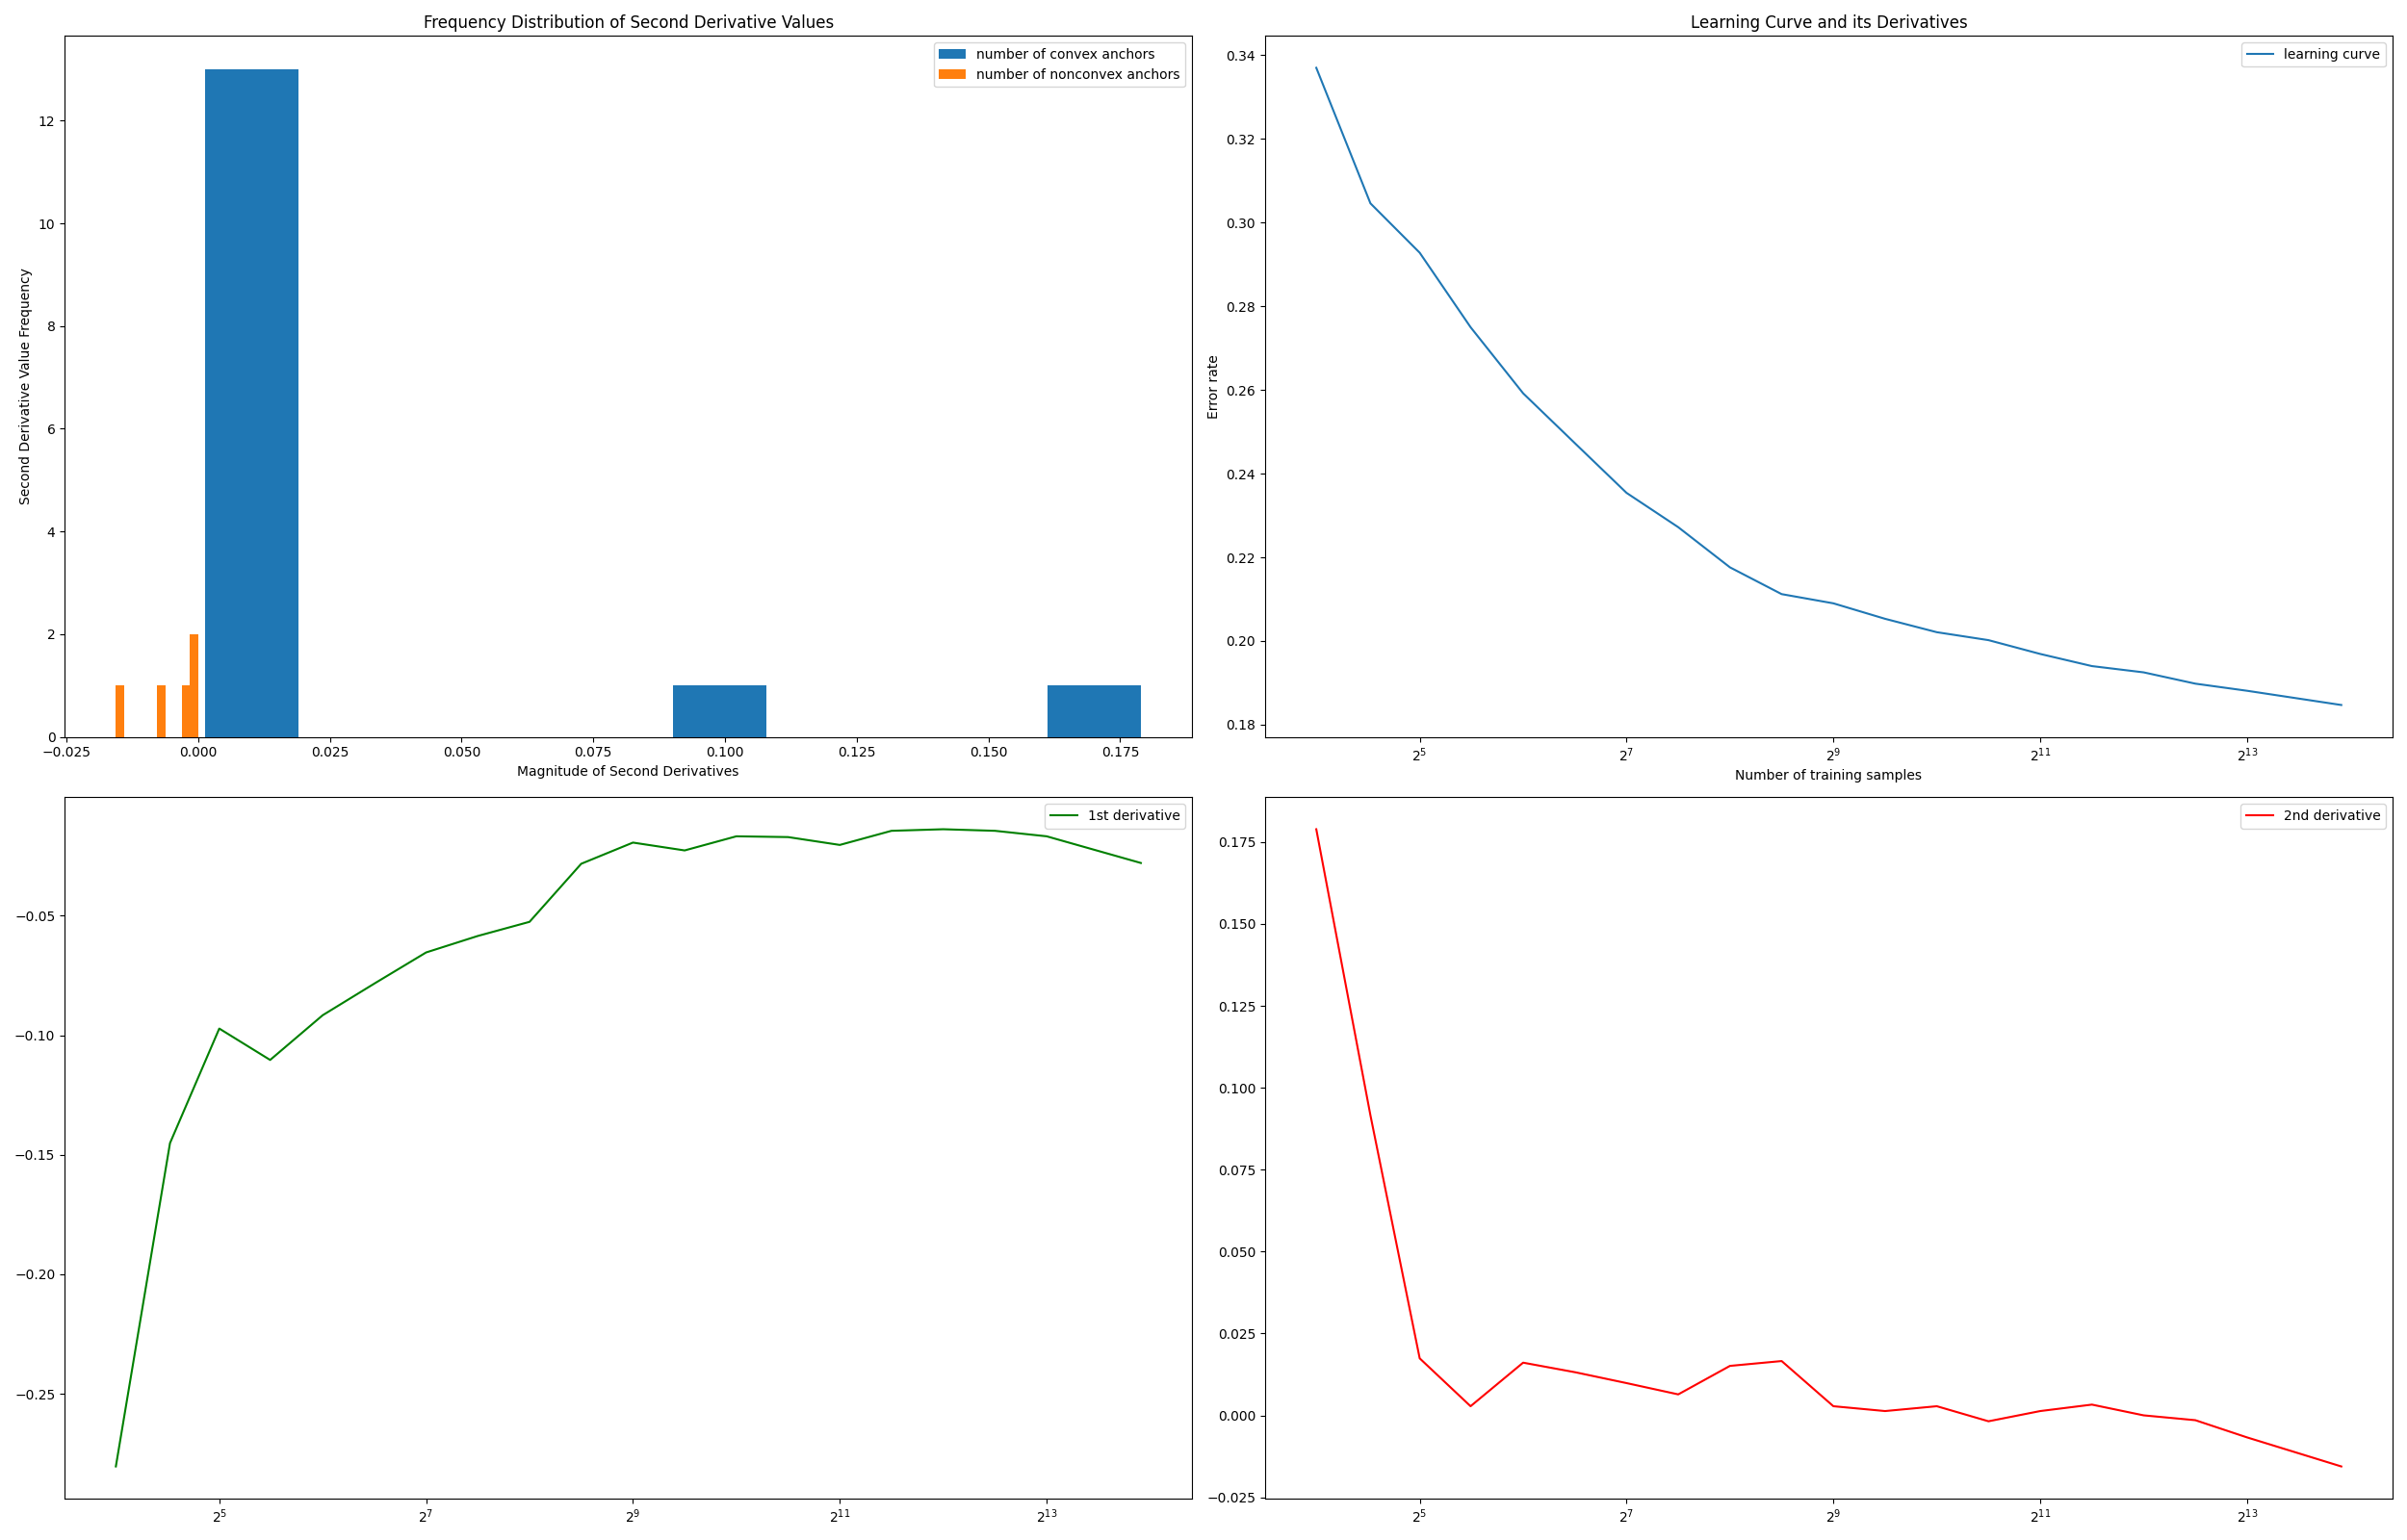 Frequency Distribution of Second Derivative Values
number of convex anchors
number of nonconvex anchors
Second Derivative Value Frequency
12
10
8
6
4
2
0
−0.025 0.000 0.025 0.050 0.075 0.100 0.125 0.150 0.175
Magnitude of Second Derivatives
Learning Curve and its Derivatives
learning curve
Error rate
0.34
0.32
0.30
0.28
0.26
0.24
0.22
0.20
0.18
2^5 2^7 2^9 2^11 2^13
Number of training samples
1st derivative
−0.05
−0.10
−0.15
−0.20
−0.25
2^5 2^7 2^9 2^11 2^13
2nd derivative
0.175
0.150
0.125
0.100
0.075
0.050
0.025
0.000
−0.025
2^5 2^7 2^9 2^11 2^13